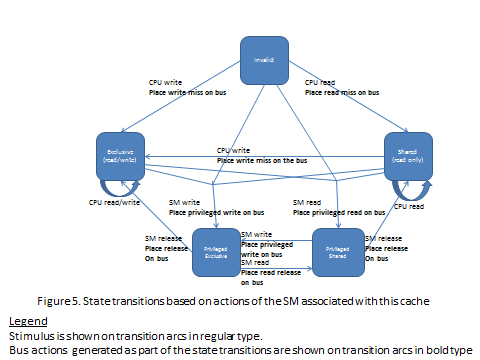 Invalid
CPU write
Place write miss on bus
CPU read
Place read miss on bus
Exclusive
(read/write)
CPU write
Place write miss on the bus
Shared
(read only)
CPU read/write
CPU read
SM write
Place privileged write on bus
SM read
Place privileged read on bus
SM release
Place release
On bus
Privileged
Exclusive
SM write
Place privileged
write on bus
SM read
Place read release
on bus
Privileged
Shared
SM release
Place release
On bus
Figure 5. State transitions based on actions of the SM associated with this cache
Legend
Stimulus is shown on transition arcs in regular type.
Bus actions generated as part of the state transitions are shown on transition arcs in bold type